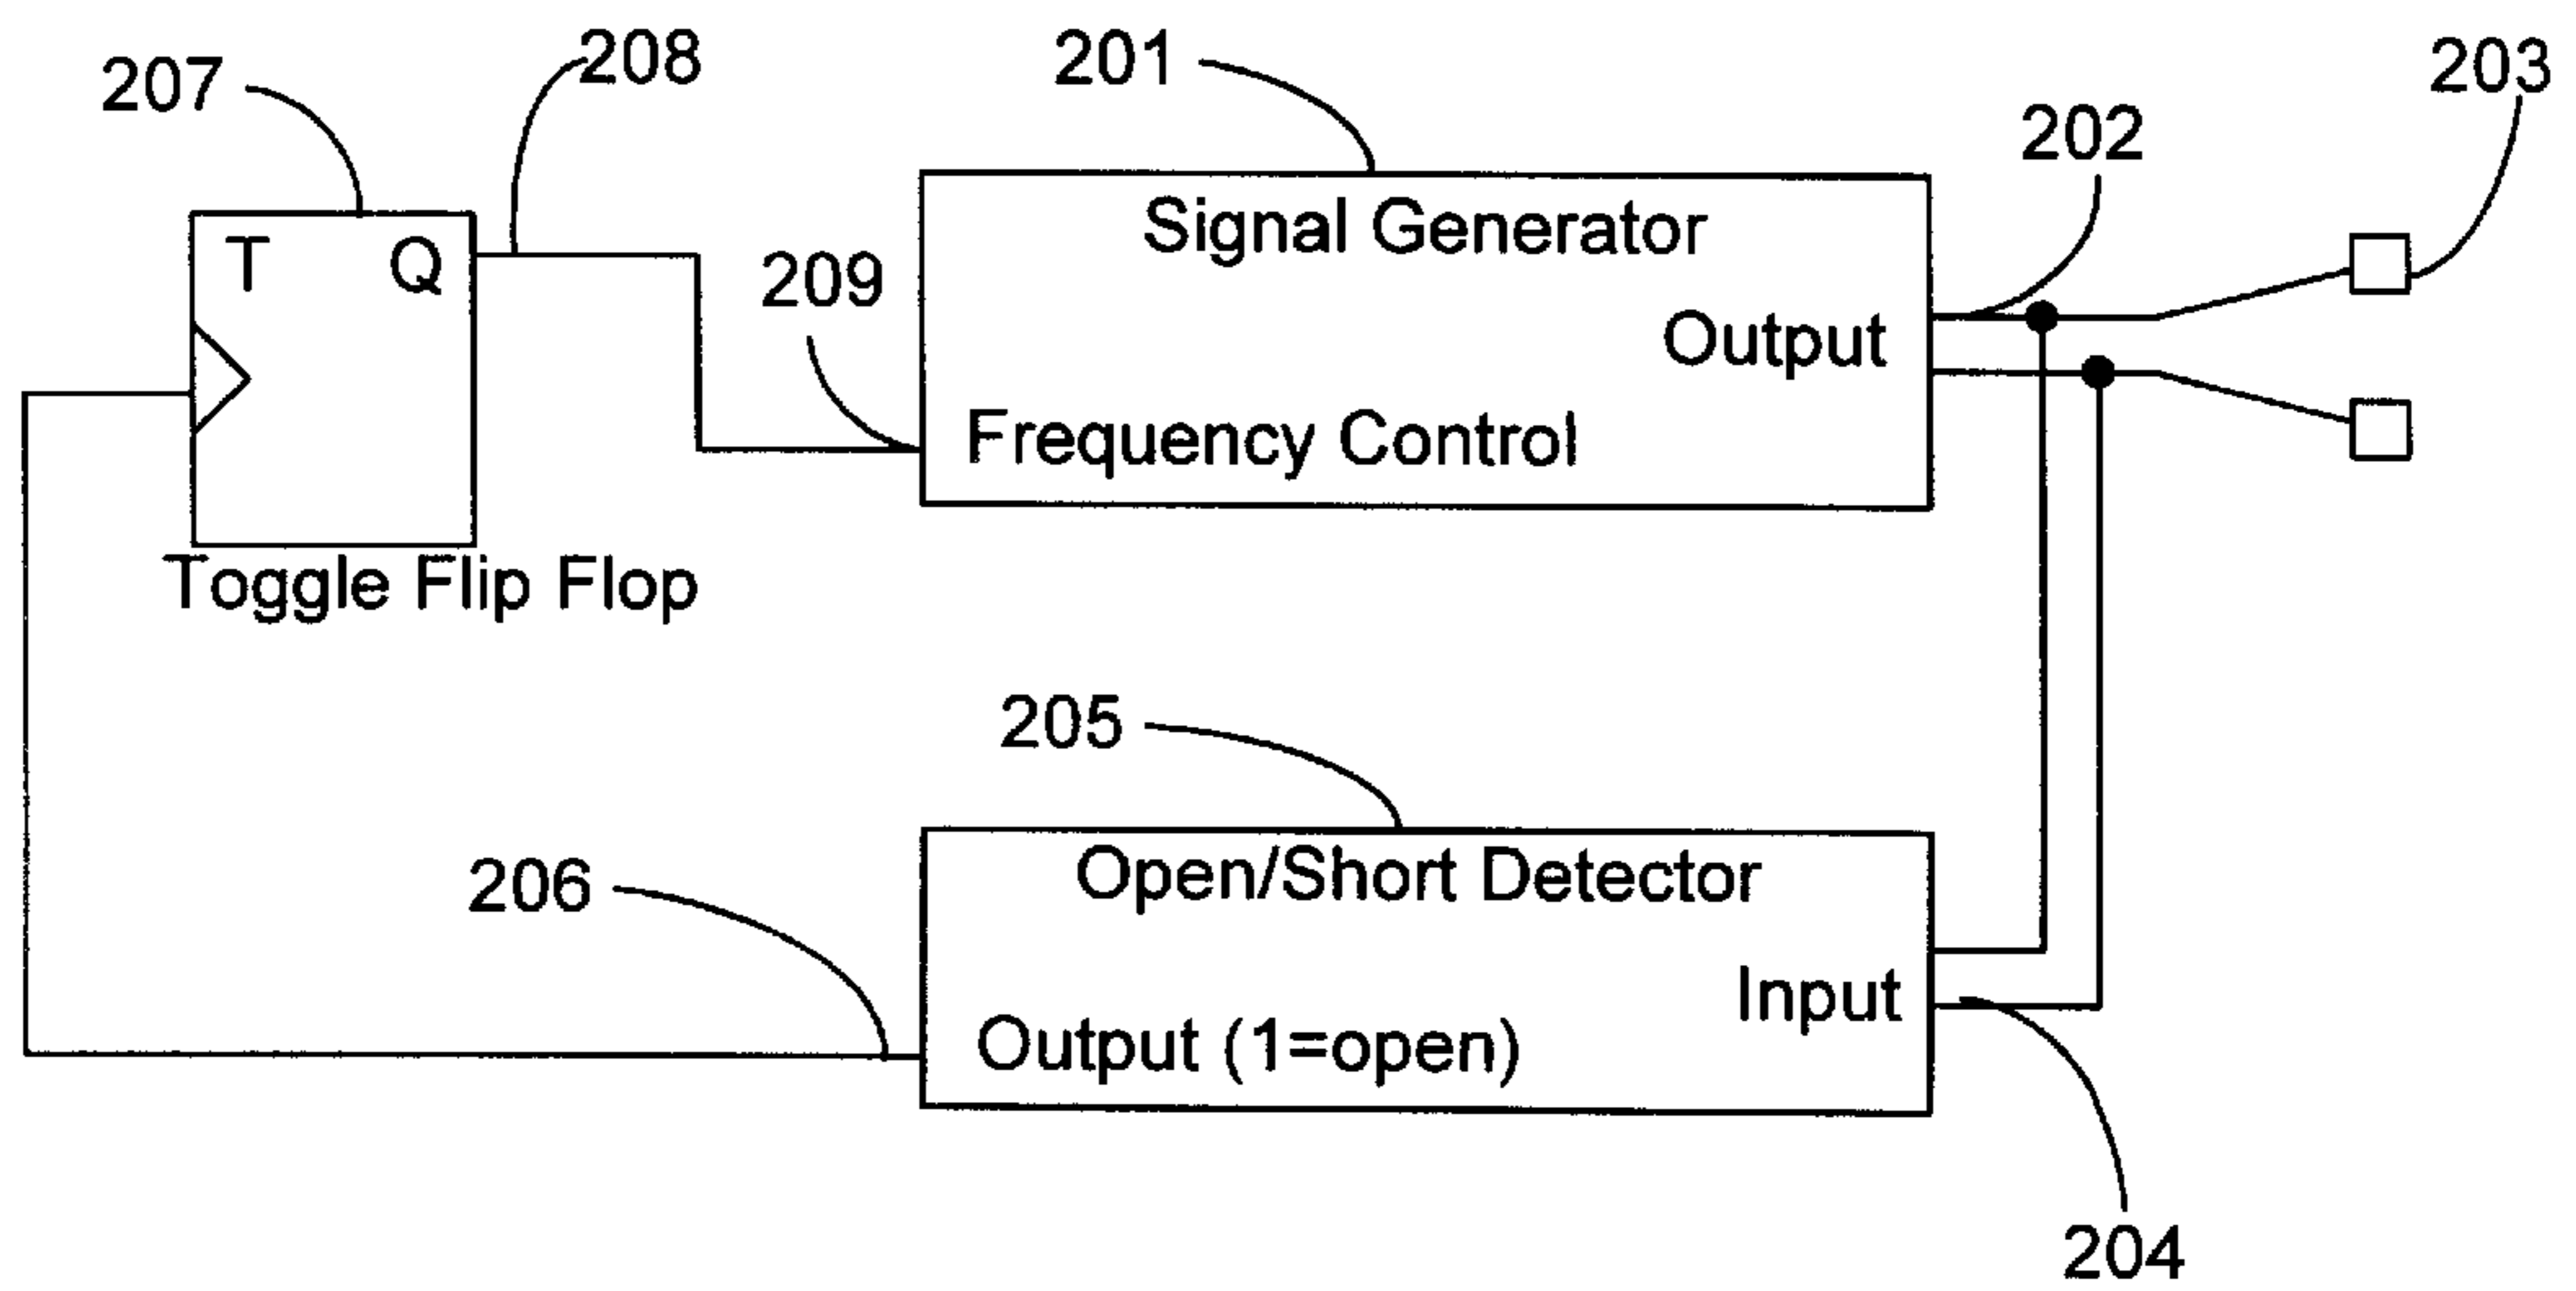 207
208
201
203
202
T Q
209
Signal Generator
Output
Frequency Control
Toggle Flip Flop
205
206
Open/Short Detector
Input
Output (1=open)
204